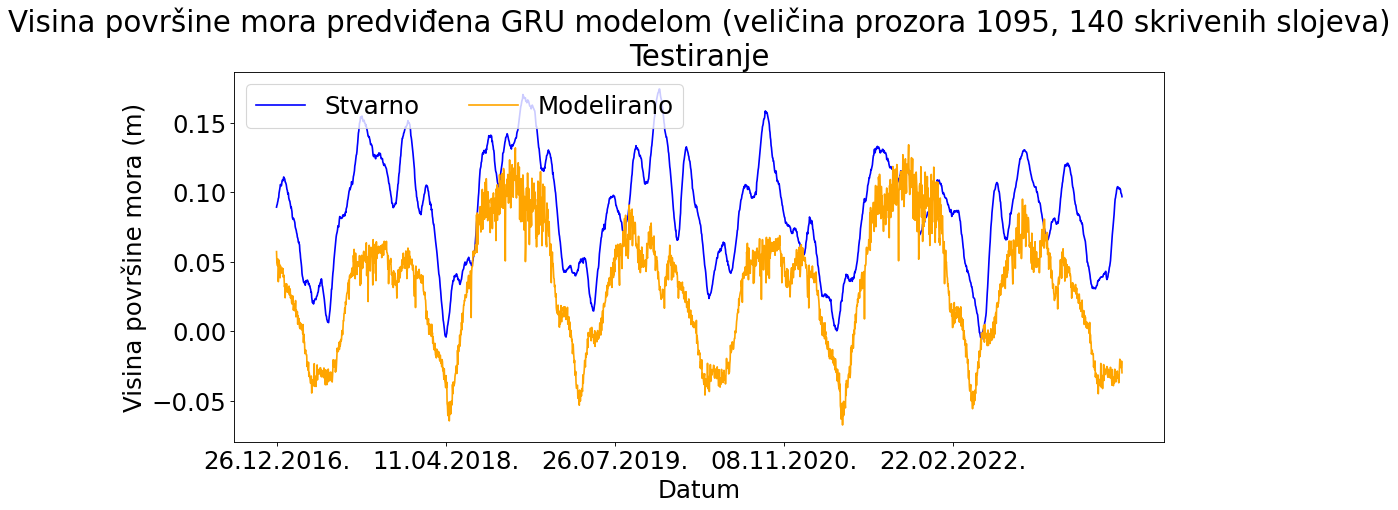 Visina površine mora predviđena GRU modelom (veličina prozora 1095, 140 skrivenih slojeva)
Testiranje
Stvarno
Modelirano
Visina površine mora (m)
0.15
0.10
0.05
0.00
−0.05
26.12.2016.
11.04.2018.
26.07.2019.
08.11.2020.
22.02.2022.
Datum